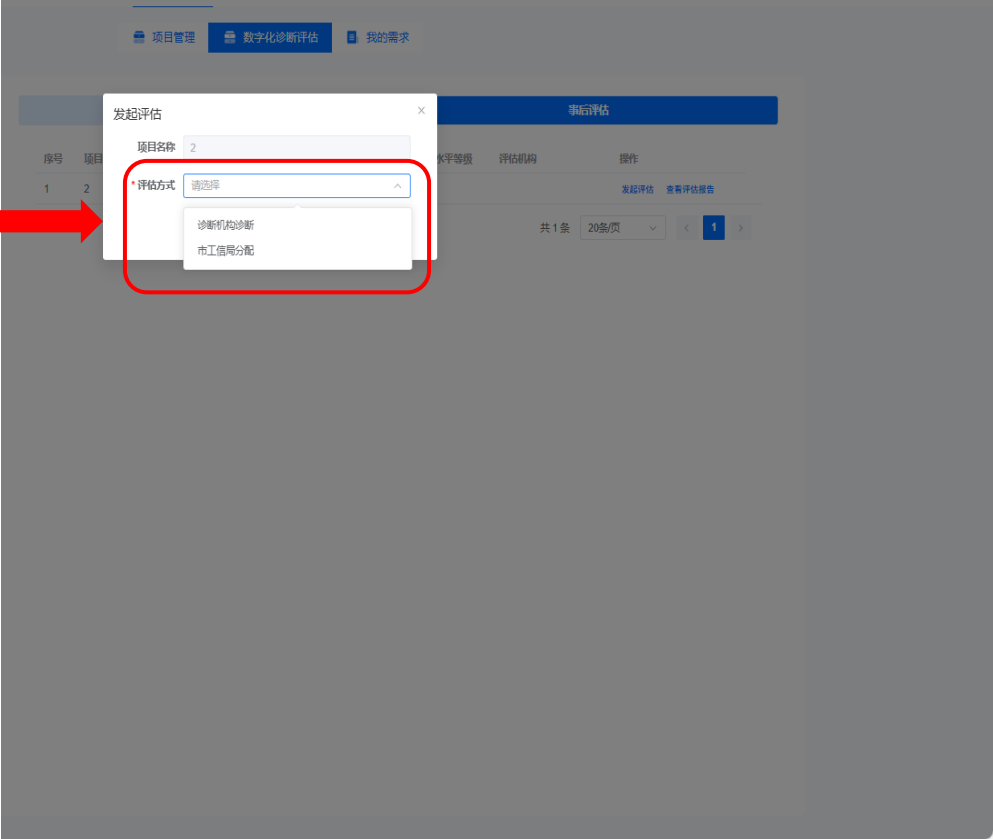 项目管理 数字化诊断评估 我的需求
事后评估
发起评估
项目名称 2
序号 项目 水平等级 评估机构 操作
* 评估方式 请选择
1 2 发起评估 查看评估报告
诊断机构诊断
市工信局分配
共 1 条 20条/页 < 1 >